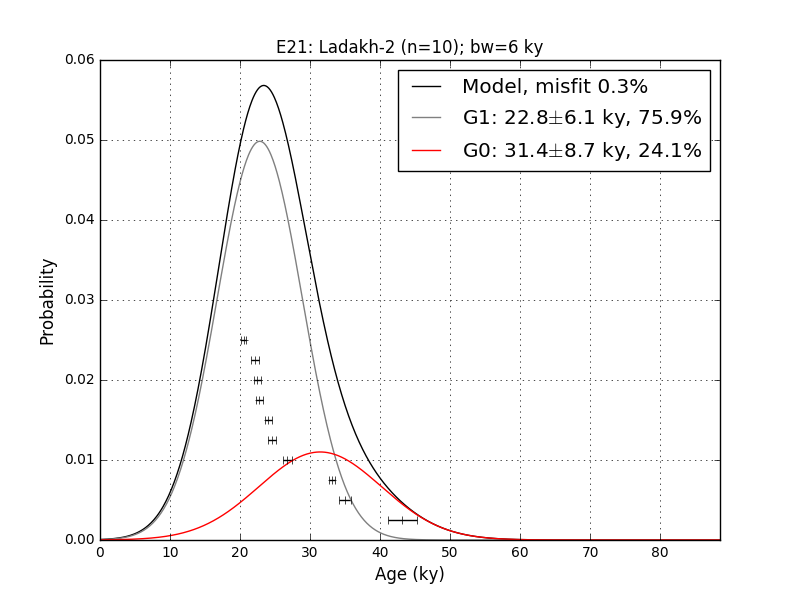 E21: Ladakh-2 (n=10); bw=6 ky
Model, misfit 0.3%
G1: 22.8±6.1 ky, 75.9%
G0: 31.4±8.7 ky, 24.1%
0.06
0.05
0.04
0.03
0.02
0.01
0.00
Probability
0 10 20 30 40 50 60 70 80
Age (ky)